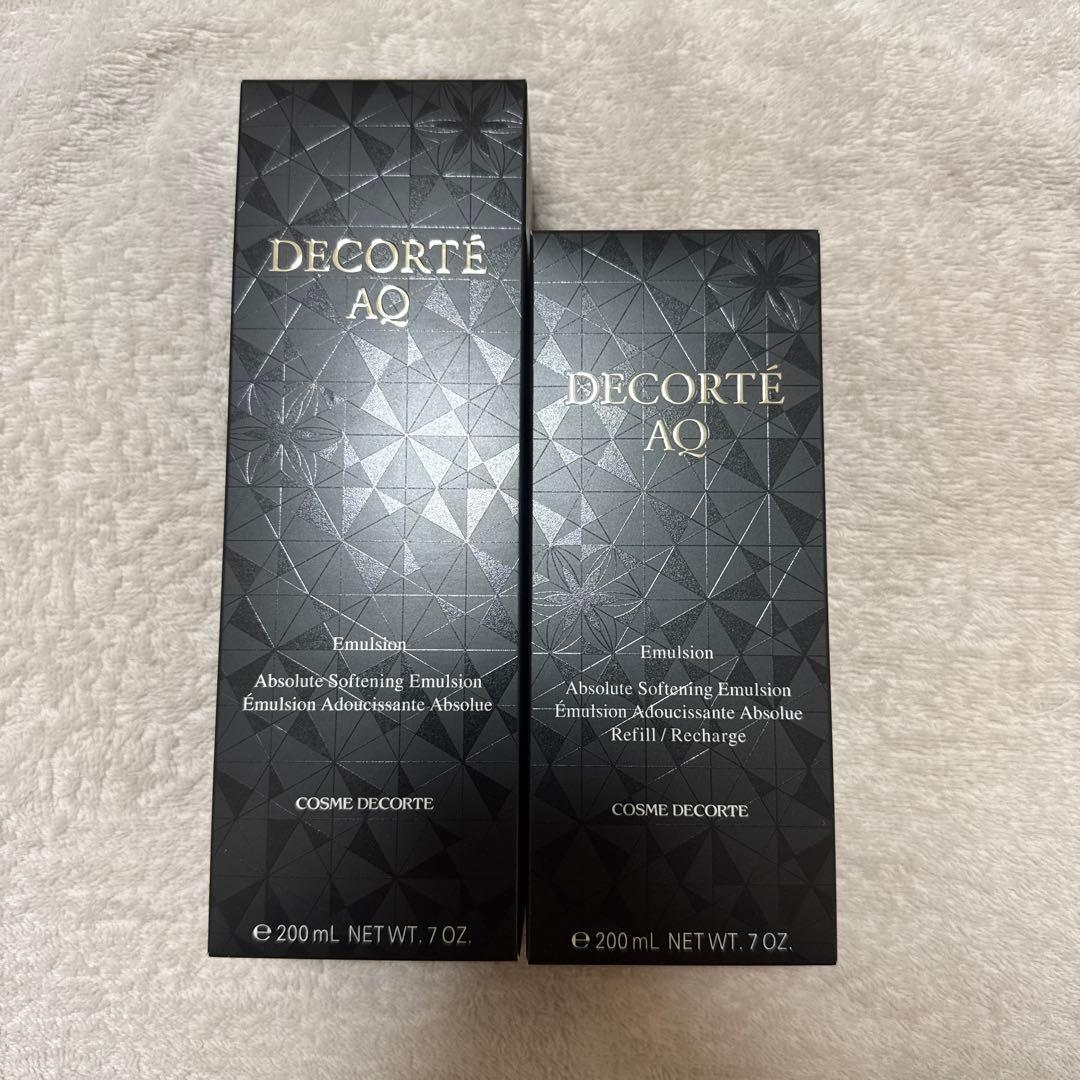 DECORTÉ
AQ
Emulsion
Absolute Softening Emulsion
Émulsion Adoucissante Absolue
COSME DECORTE
℮ 200 mL NET WT. 7 OZ.
DECORTÉ
AQ
Emulsion
Absolute Softening Emulsion
Émulsion Adoucissante Absolue
Refill / Recharge
COSME DECORTE
℮ 200 mL NET WT. 7 OZ.